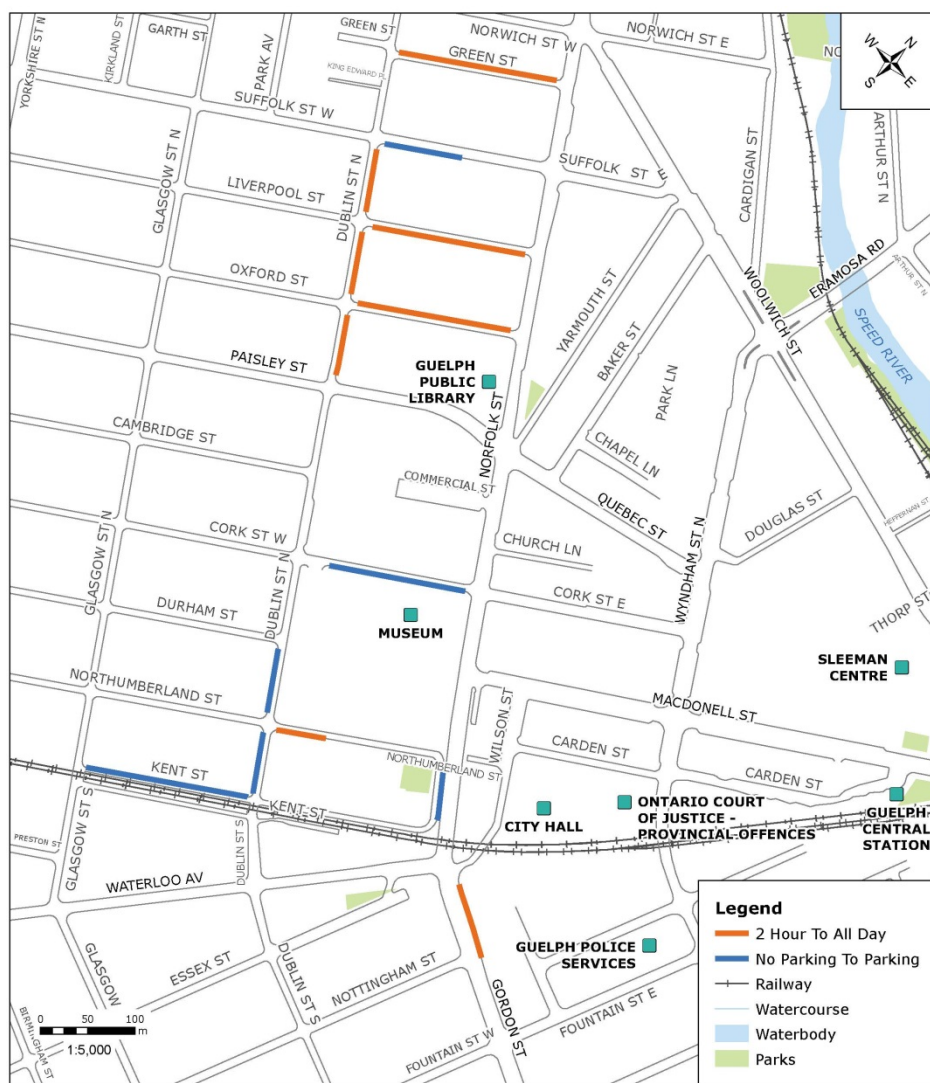 GREEN ST
NORWICH ST W
NORWICH ST E
NO
GARTH ST
KIRKLAND ST
YORKSHIRE ST N
PARK AV
GREEN ST
KING EDWARD PL
SUFFOLK ST W
N
E
S
W
ARTHUR ST N
CARDIGAN ST
SUFFOLK ST E
GLASGOW ST N
LIVERPOOL ST
DUBLIN ST N
OXFORD ST
ERAMOSA RD
ARTHUR ST N
WOOLWICH ST
YARMOUTH ST
SPEED RIVER
BAKER ST
PAISLEY ST
GUELPH
PUBLIC
LIBRARY
PARK LN
CAMBRIDGE ST
NORFOLK ST
CHAPEL LN
COMMERCIAL ST
QUEBEC ST
DOUGLAS ST
HEFFERNAN ST
CORK ST W
CHURCH LN
WYNDHAM ST N
GLASGOW ST N
DUBLIN ST N
CORK ST E
DURHAM ST
MUSEUM
THORP ST
SLEEMAN
CENTRE
NORTHUMBERLAND ST
MACDONELL ST
WILSON ST
CARDEN ST
KENT ST
NORTHUMBERLAND ST
CARDEN ST
KENT ST
CITY HALL
ONTARIO COURT
OF JUSTICE -
PROVINCIAL OFFENCES
GUELPH
CENTRAL
STATION
PRESTON ST
GLASGOW ST S
DUBLIN ST S
WATERLOO AV
GUELPH POLICE
SERVICES
ESSEX ST
DUBLIN ST S
NOTTINGHAM ST
GORDON ST
GLASGOW
FOUNTAIN ST E
FOUNTAIN ST W
BIRMINGHAM ST
0 50 100
m
1:5,000
Legend
2 Hour To All Day
No Parking To Parking
Railway
Watercourse
Waterbody
Parks